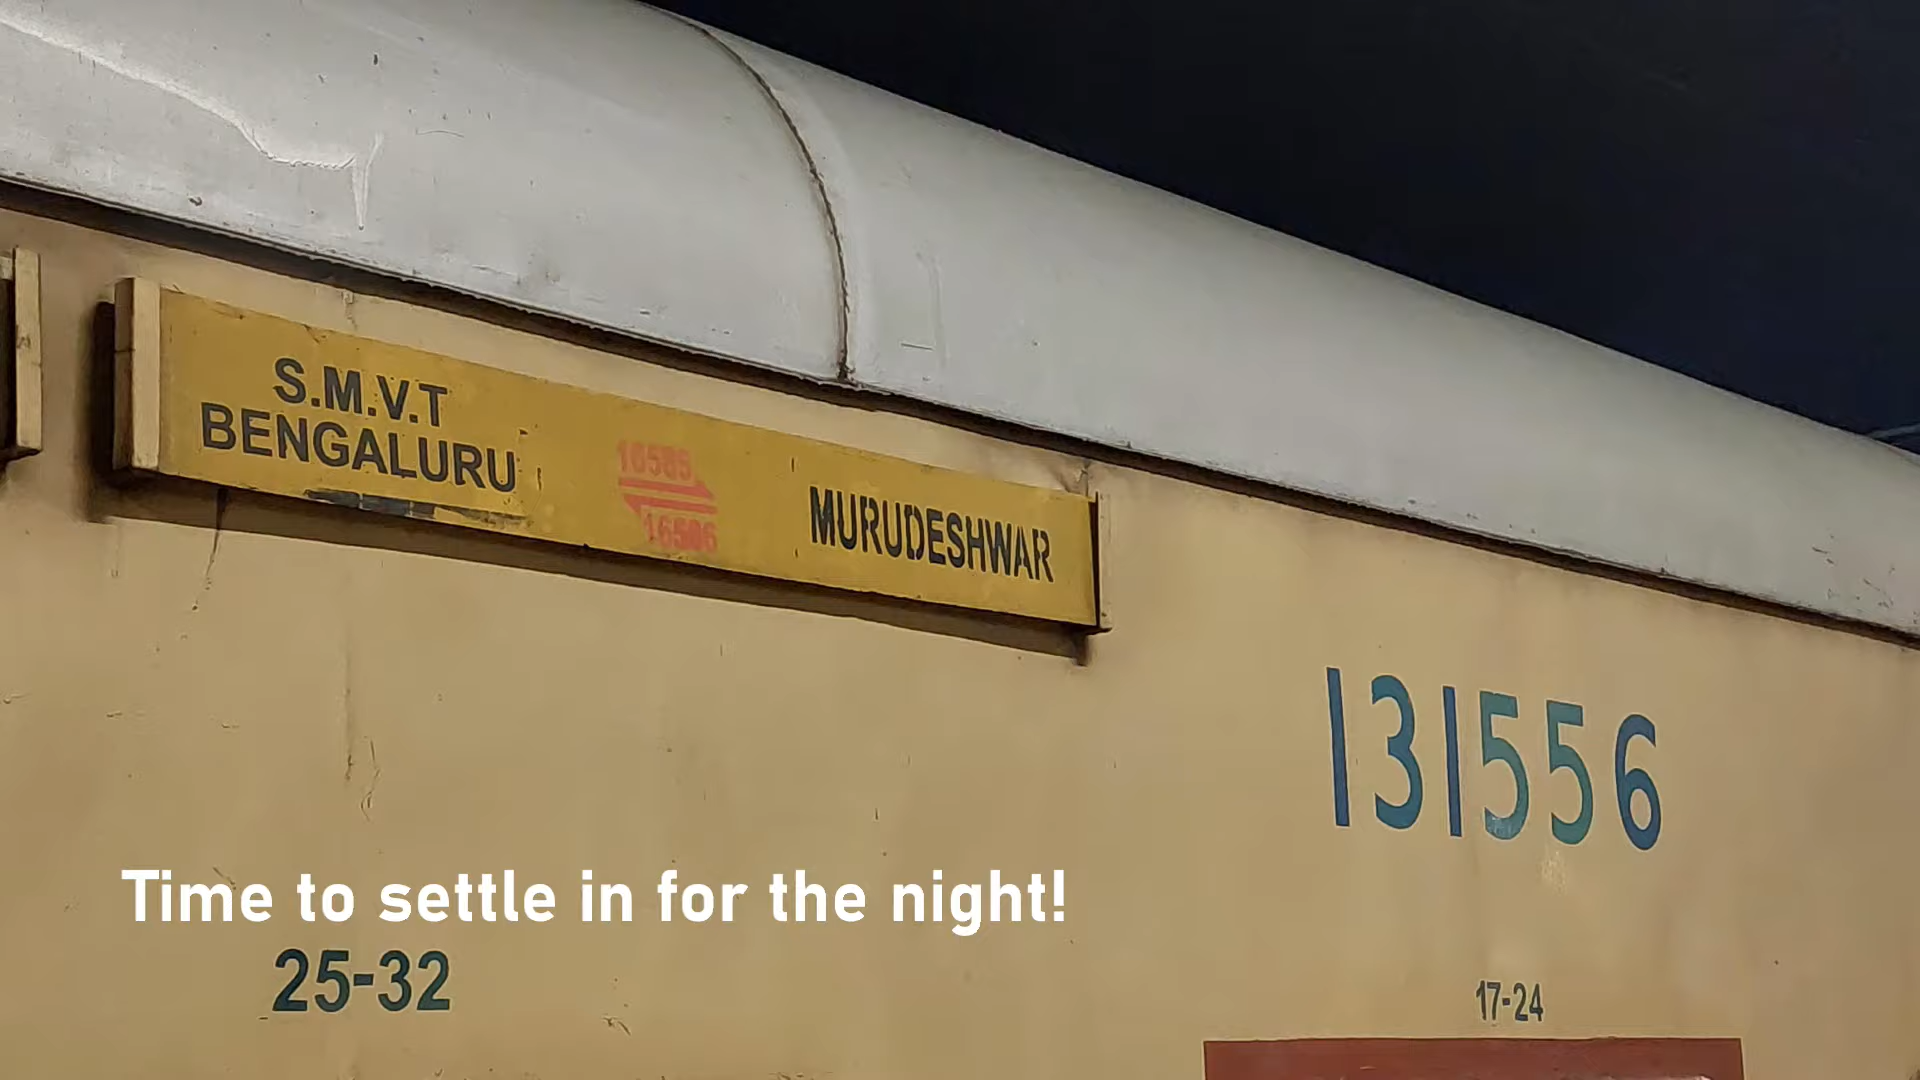 S.M.V.T
BENGALURU
16585
16586
MURUDESHWAR
131556
Time to settle in for the night!
25-32
17-24